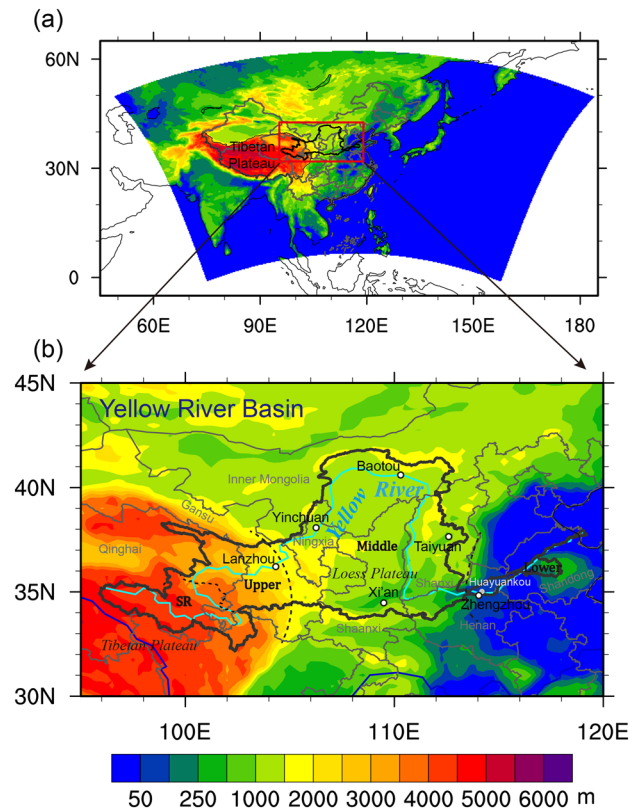 (a)
60N
30N
0
Tibetan
Plateau
60E
90E
120E
150E
180
(b)
45N
40N
35N
30N
Yellow River Basin
Baotou
Inner Mongolia
Yellow River
Gansu
Yinchuan
Ningxia
Qinghai
Lanzhou
Middle
Taiyuan
Upper
Loess Plateau
Shanxi
Huayuankou
Lower
Shandong
SR
Xi'an
Zhengzhou
Shaanxi
Henan
Tibetan Plateau
100E
110E
120E
50 250 1000 2000 3000 4000 5000 6000 m